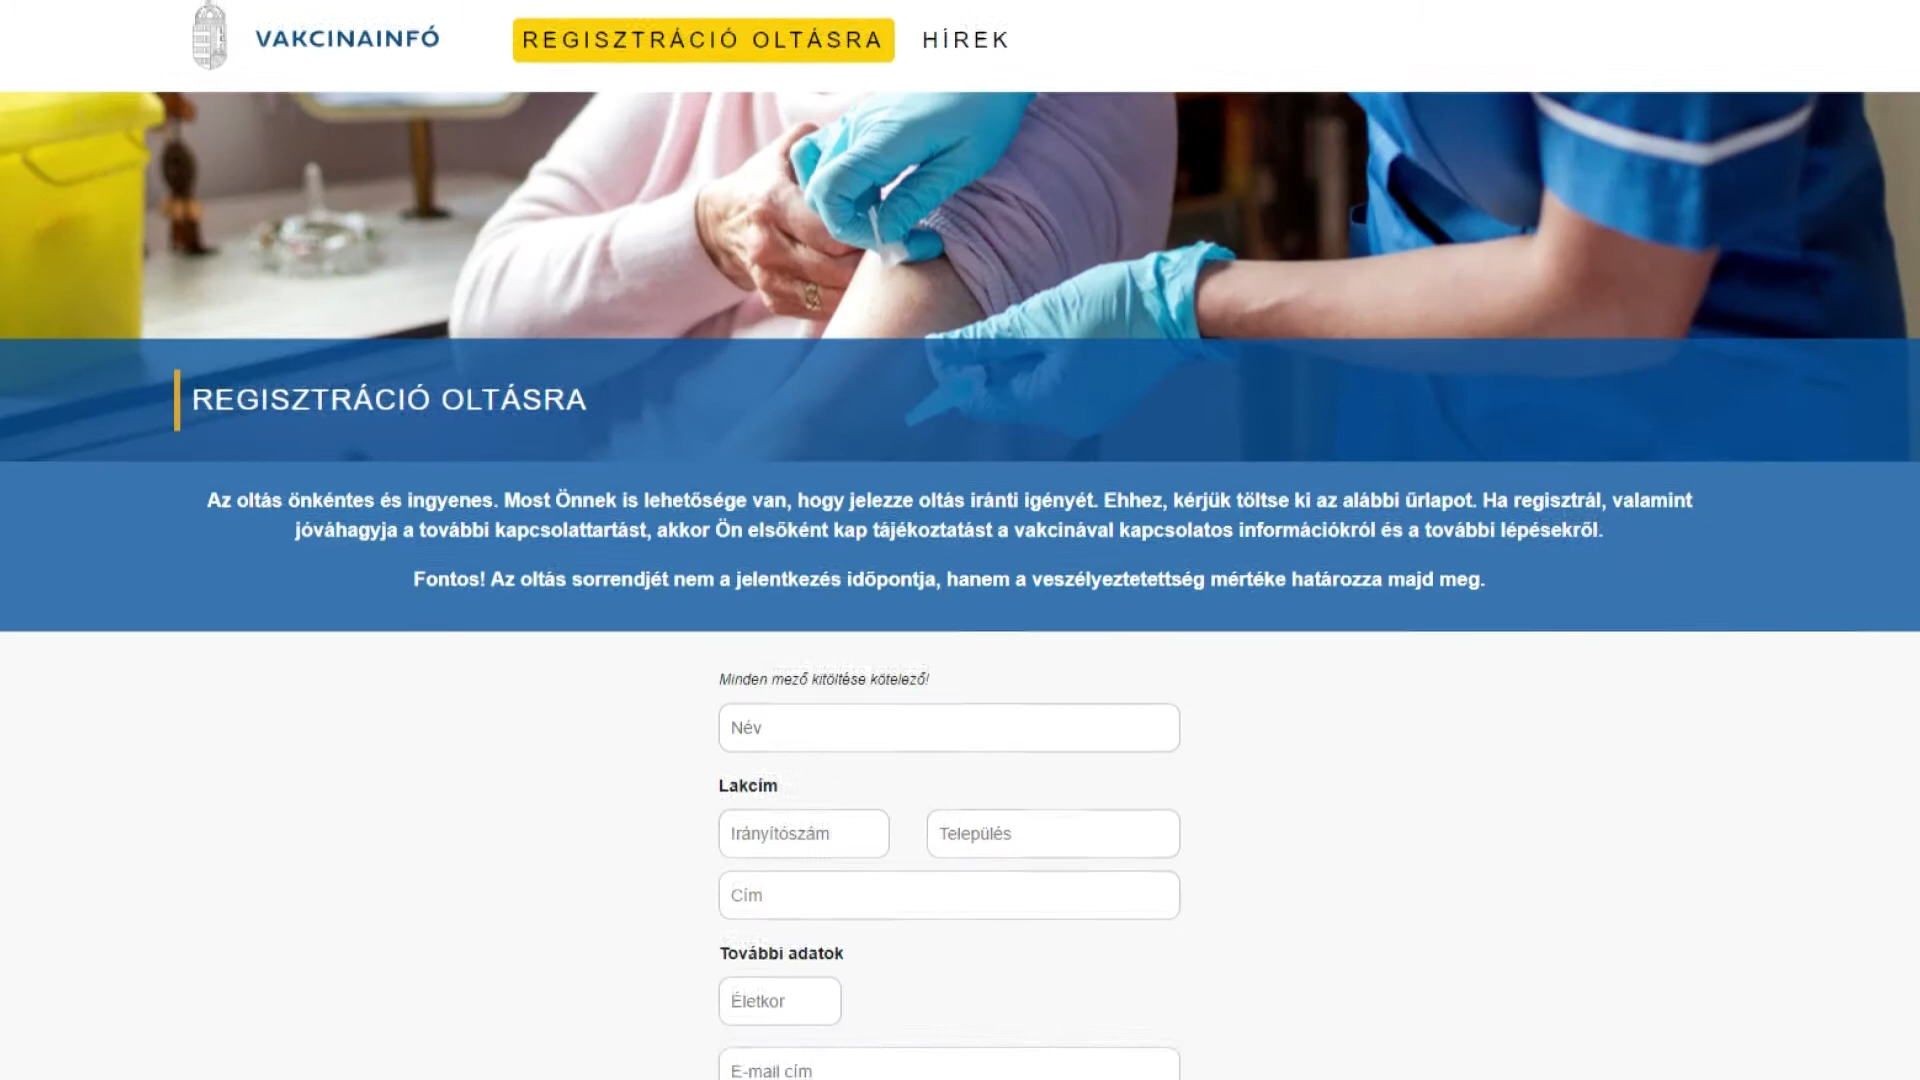 VAKCINAINFÓ
REGISZTRÁCIÓ OLTÁSRA
HÍREK
REGISZTRÁCIÓ OLTÁSRA
Az oltás önkéntes és ingyenes. Most Önnek is lehetősége van, hogy jelezze oltás iránti igényét. Ehhez, kérjük töltse ki az alábbi űrlapot. Ha regisztrál, valamint
jóváhagyja a további kapcsolattartást, akkor Ön elsőként kap tájékoztatást a vakcinával kapcsolatos információkról és a további lépésekről.
Fontos! Az oltás sorrendjét nem a jelentkezés időpontja, hanem a veszélyeztetettség mértéke határozza majd meg.
Minden mező kitöltése kötelező!
Név
Lakcím
Irányítószám
Település
Cím
További adatok
Életkor
E-mail cím